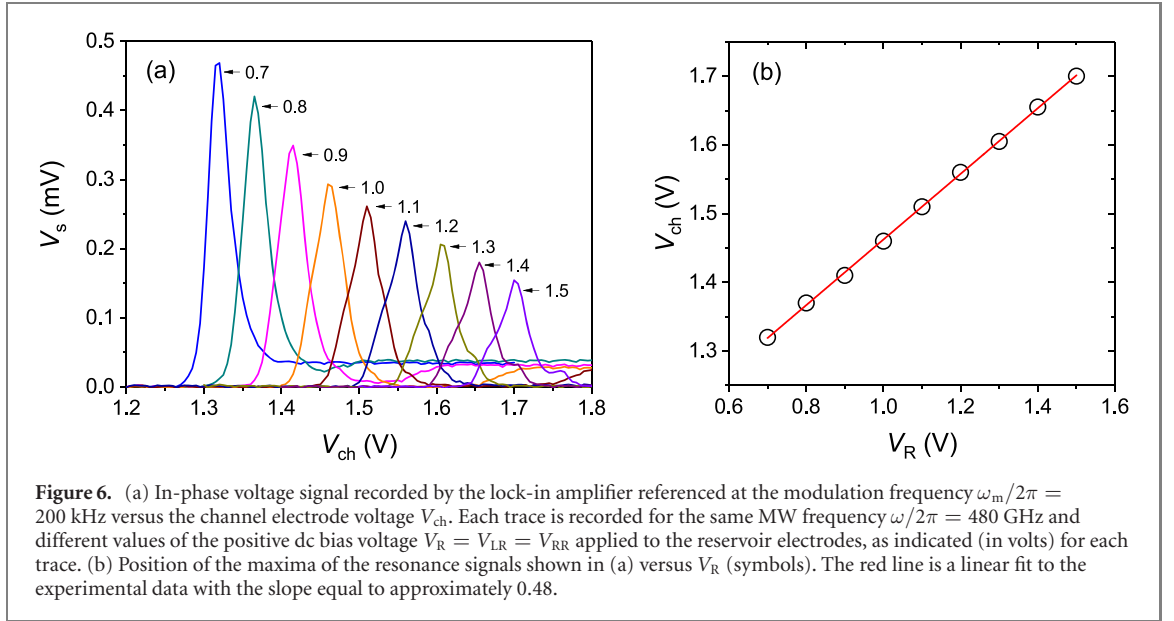 (a)
0.5
0.4
0.3
0.2
0.1
0.0
V_s (mV)
0.7
0.8
0.9
1.0
1.1
1.2
1.3
1.4
1.5
1.2 1.3 1.4 1.5 1.6 1.7 1.8
V_ch (V)
(b)
1.7
1.6
1.5
1.4
1.3
V_ch (V)
0.6 0.8 1.0 1.2 1.4 1.6
V_R (V)
Figure 6. (a) In-phase voltage signal recorded by the lock-in amplifier referenced at the modulation frequency ω_m/2π =
200 kHz versus the channel electrode voltage V_ch. Each trace is recorded for the same MW frequency ω/2π = 480 GHz and
different values of the positive dc bias voltage V_R = V_LR = V_RR applied to the reservoir electrodes, as indicated (in volts) for each
trace. (b) Position of the maxima of the resonance signals shown in (a) versus V_R (symbols). The red line is a linear fit to the
experimental data with the slope equal to approximately 0.48.